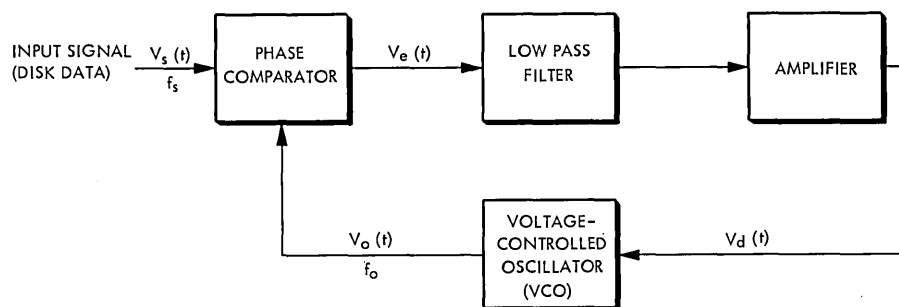 INPUT SIGNAL
(DISK DATA)
Vs (t)
fs
PHASE
COMPARATOR
Ve (t)
LOW PASS
FILTER
AMPLIFIER
Vo (t)
fo
VOLTAGE-
CONTROLLED
OSCILLATOR
(VCO)
Vd (t)